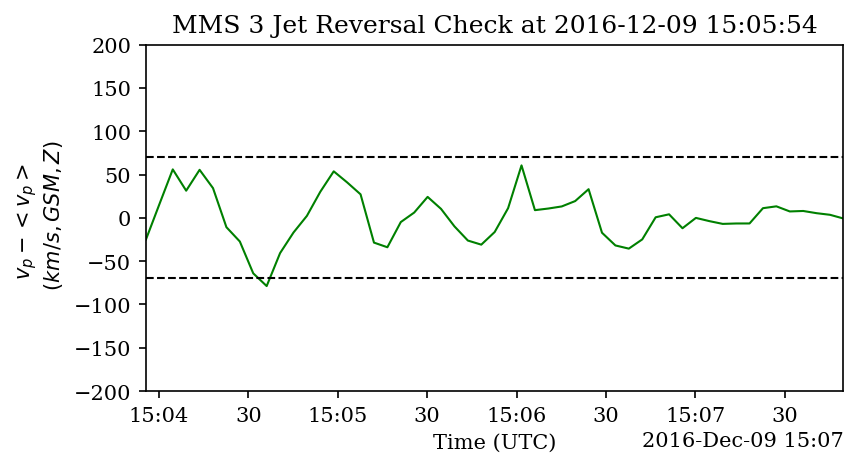 MMS 3 Jet Reversal Check at 2016-12-09 15:05:54
200
150
100
50
0
−50
−100
−150
−200
v_p − < v_p >
(km/s, GSM, Z)
15:04 30 15:05 30 15:06 30 15:07 30
Time (UTC) 2016-Dec-09 15:07